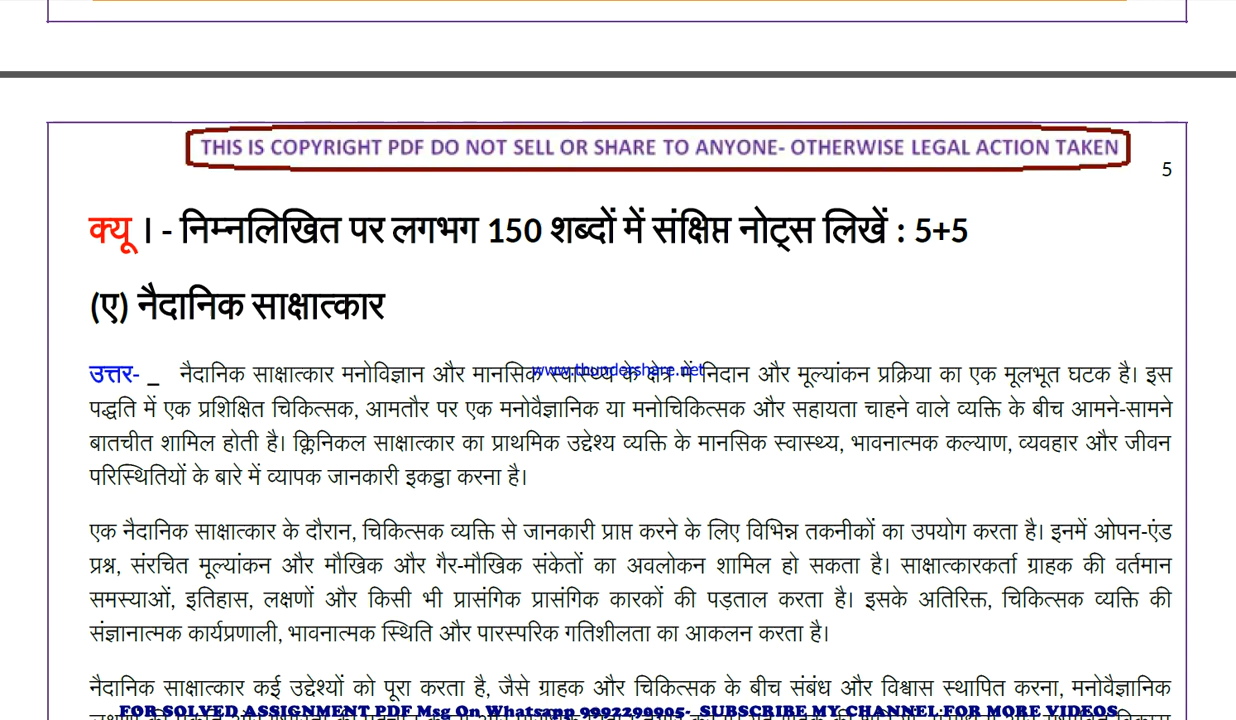 THIS IS COPYRIGHT PDF DO NOT SELL OR SHARE TO ANYONE- OTHERWISE LEGAL ACTION TAKEN
5
क्यू । - निम्नलिखित पर लगभग 150 शब्दों में संक्षिप्त नोट्स लिखें : 5+5
(ए) नैदानिक साक्षात्कार
उत्तर- _ नैदानिक साक्षात्कार मनोविज्ञान और मानसिक स्वास्थ्य के क्षेत्र में निदान और मूल्यांकन प्रक्रिया का एक मूलभूत घटक है। इस
www.thundershare.net
पद्धति में एक प्रशिक्षित चिकित्सक, आमतौर पर एक मनोवैज्ञानिक या मनोचिकित्सक और सहायता चाहने वाले व्यक्ति के बीच आमने-सामने
बातचीत शामिल होती है। क्लिनिकल साक्षात्कार का प्राथमिक उद्देश्य व्यक्ति के मानसिक स्वास्थ्य, भावनात्मक कल्याण, व्यवहार और जीवन
परिस्थितियों के बारे में व्यापक जानकारी इकट्ठा करना है।
एक नैदानिक साक्षात्कार के दौरान, चिकित्सक व्यक्ति से जानकारी प्राप्त करने के लिए विभिन्न तकनीकों का उपयोग करता है। इनमें ओपन-एंड
प्रश्न, संरचित मूल्यांकन और मौखिक और गैर-मौखिक संकेतों का अवलोकन शामिल हो सकता है। साक्षात्कारकर्ता ग्राहक की वर्तमान
समस्याओं, इतिहास, लक्षणों और किसी भी प्रासंगिक प्रासंगिक कारकों की पड़ताल करता है। इसके अतिरिक्त, चिकित्सक व्यक्ति की
संज्ञानात्मक कार्यप्रणाली, भावनात्मक स्थिति और पारस्परिक गतिशीलता का आकलन करता है।
नैदानिक साक्षात्कार कई उद्देश्यों को पूरा करता है, जैसे ग्राहक और चिकित्सक के बीच संबंध और विश्वास स्थापित करना, मनोवैज्ञानिक
FOR SOLVED ASSIGNMENT PDF Msg On Whatsapp 9992290905- SUBSCRIBE MY CHANNEL:FOR MORE VIDEOS